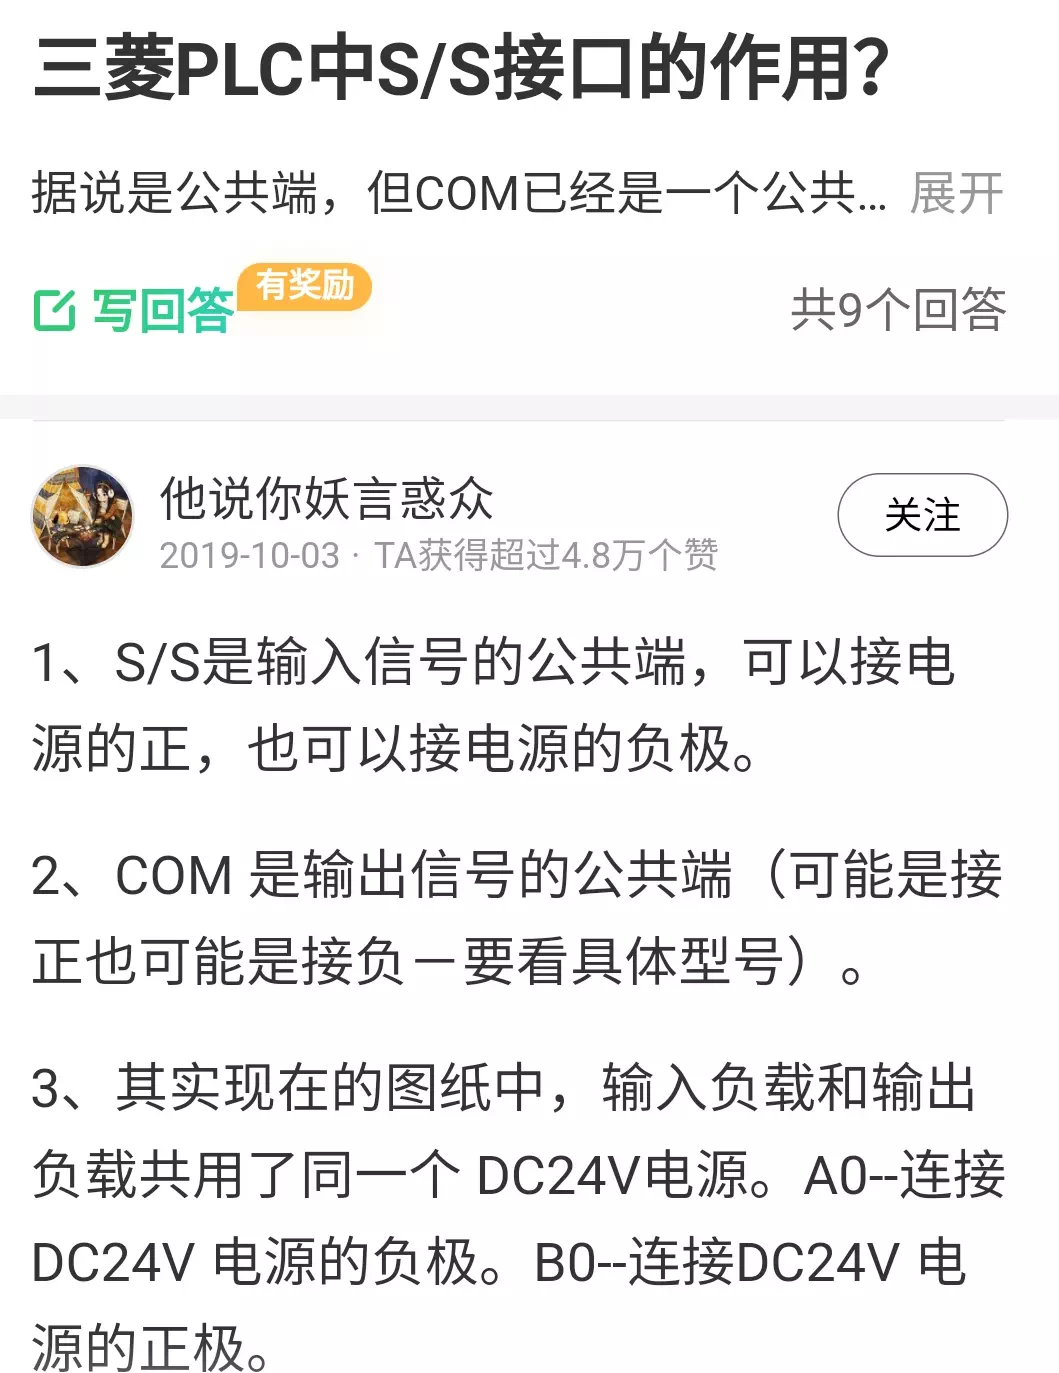 三菱PLC中S/S接口的作用？
据说是公共端，但COM已经是一个公共... 展开
写回答 有奖励 共9个回答
他说你妖言惑众
关注
2019-10-03 · TA获得超过4.8万个赞
1、S/S是输入信号的公共端，可以接电
源的正，也可以接电源的负极。
2、COM 是输出信号的公共端（可能是接
正也可能是接负－要看具体型号）。
3、其实现在的图纸中，输入负载和输出
负载共用了同一个 DC24V电源。A0--连接
DC24V 电源的负极。B0--连接DC24V 电
源的正极。